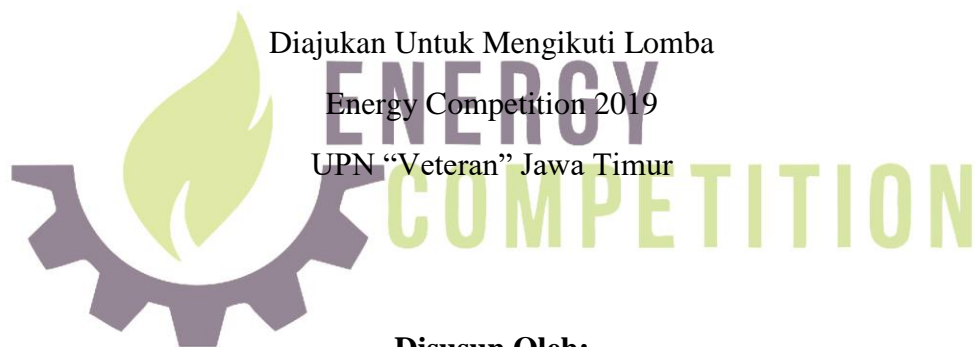 Diajukan Untuk Mengikuti Lomba
ENERGY
Energy Competition 2019
UPN “Veteran” Jawa Timur
COMPETITION
Disusun Oleh: